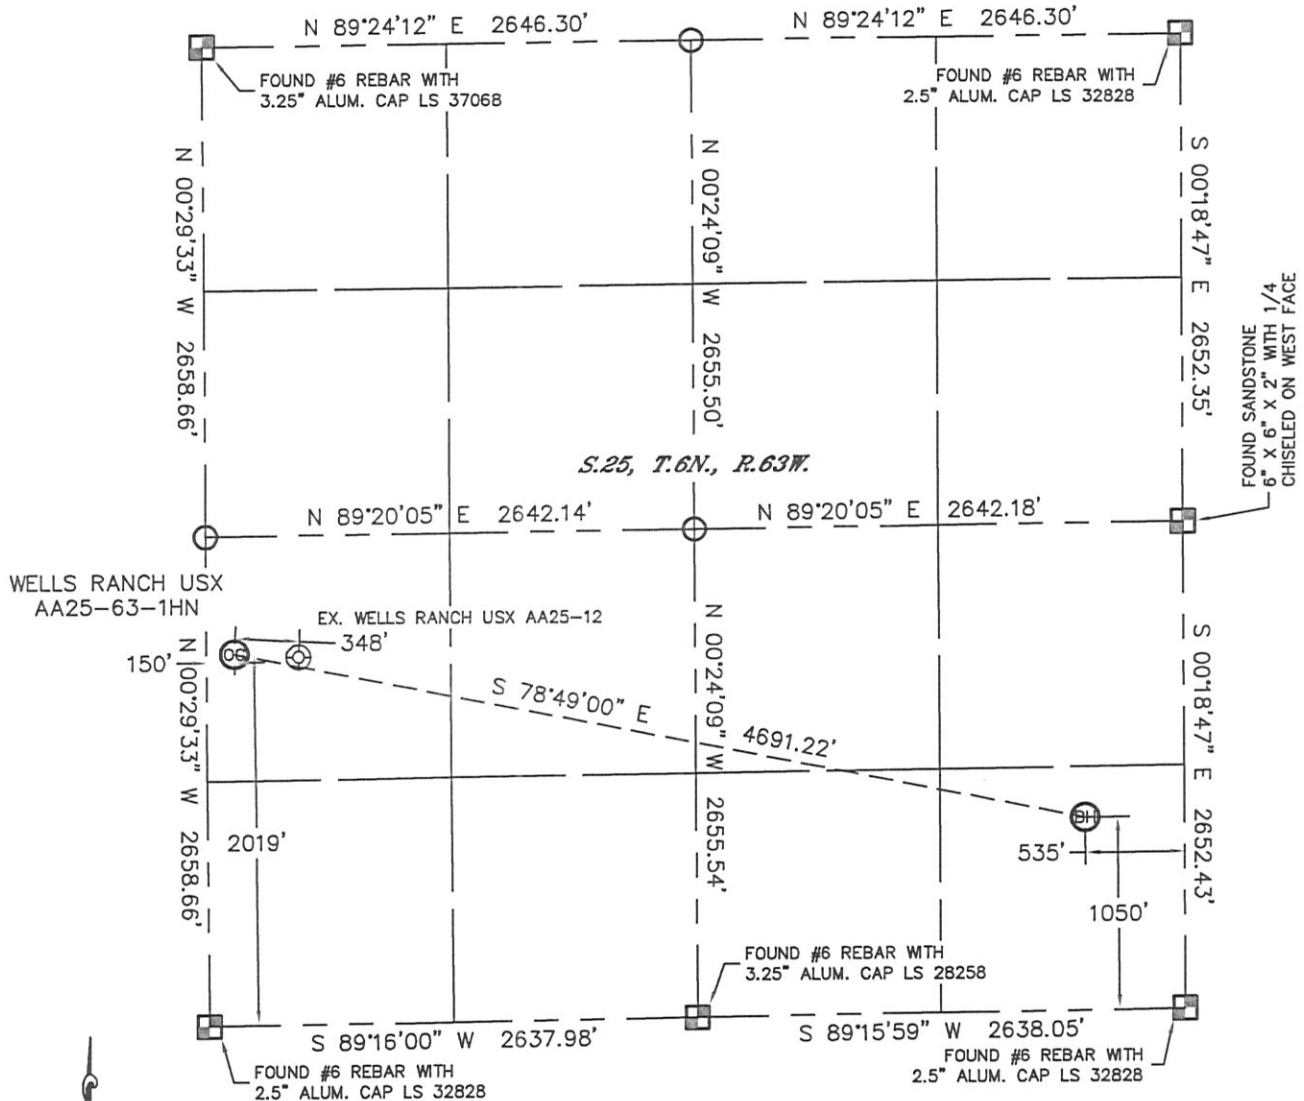 N 89°24'12" E 2646.30'
N 89°24'12" E 2646.30'
FOUND #6 REBAR WITH
3.25" ALUM. CAP LS 37068
FOUND #6 REBAR WITH
2.5" ALUM. CAP LS 32828
N 00°29'33" W 2658.66'
N 00°24'09" W 2655.50'
S 00°18'47" E 2652.35'
FOUND SANDSTONE
6" X 6" X 2" WITH 1/4
CHISELED ON WEST FACE
S.25, T.6N., R.63W.
N 89°20'05" E 2642.14'
N 89°20'05" E 2642.18'
WELLS RANCH USX
AA25-63-1HN
EX. WELLS RANCH USX AA25-12
348'
150'
OG
N 00°29'33" W 2658.66'
S 78°49'00" E 4691.22'
N 00°24'09" W 2655.54'
S 00°18'47" E 2652.43'
BH
2019'
535'
1050'
FOUND #6 REBAR WITH
3.25" ALUM. CAP LS 28258
S 89°16'00" W 2637.98'
S 89°15'59" W 2638.05'
FOUND #6 REBAR WITH
2.5" ALUM. CAP LS 32828
FOUND #6 REBAR WITH
2.5" ALUM. CAP LS 32828